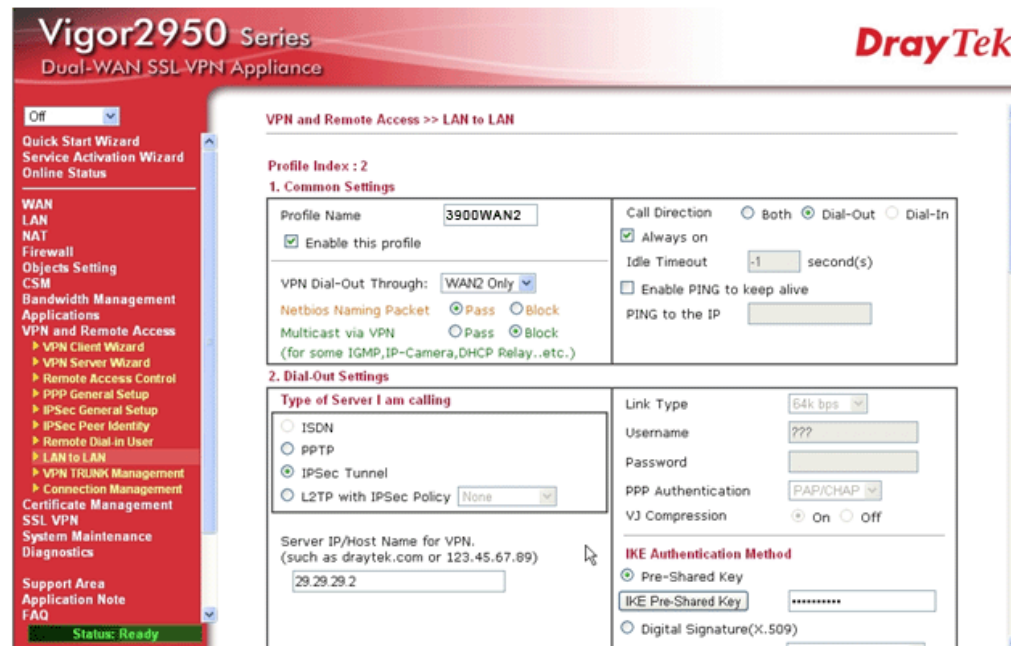 Vigor2950 Series
Dual-WAN SSL VPN Appliance
DrayTek
Off
Quick Start Wizard
Service Activation Wizard
Online Status
WAN
LAN
NAT
Firewall
Objects Setting
CSM
Bandwidth Management
Applications
VPN and Remote Access
VPN Client Wizard
VPN Server Wizard
Remote Access Control
PPP General Setup
IPSec General Setup
IPSec Peer Identity
Remote Dial-in User
LAN to LAN
VPN TRUNK Management
Connection Management
Certificate Management
SSL VPN
System Maintenance
Diagnostics
Support Area
Application Note
FAQ
Status: Ready
VPN and Remote Access >> LAN to LAN
Profile Index : 2
1. Common Settings
Profile Name 3900WAN2
Enable this profile
VPN Dial-Out Through: WAN2 Only
Netbios Naming Packet Pass Block
Multicast via VPN Pass Block
(for some IGMP,IP-Camera,DHCP Relay..etc.)
Call Direction Both Dial-Out Dial-In
Always on
Idle Timeout -1 second(s)
Enable PING to keep alive
PING to the IP
2. Dial-Out Settings
Type of Server I am calling
ISDN
PPTP
IPSec Tunnel
L2TP with IPSec Policy None
Server IP/Host Name for VPN.
(such as draytek.com or 123.45.67.89)
29.29.29.2
Link Type 64k bps
Username ???
Password
PPP Authentication PAP/CHAP
VJ Compression On Off
IKE Authentication Method
Pre-Shared Key
IKE Pre-Shared Key ••••••••••
Digital Signature(X.509)